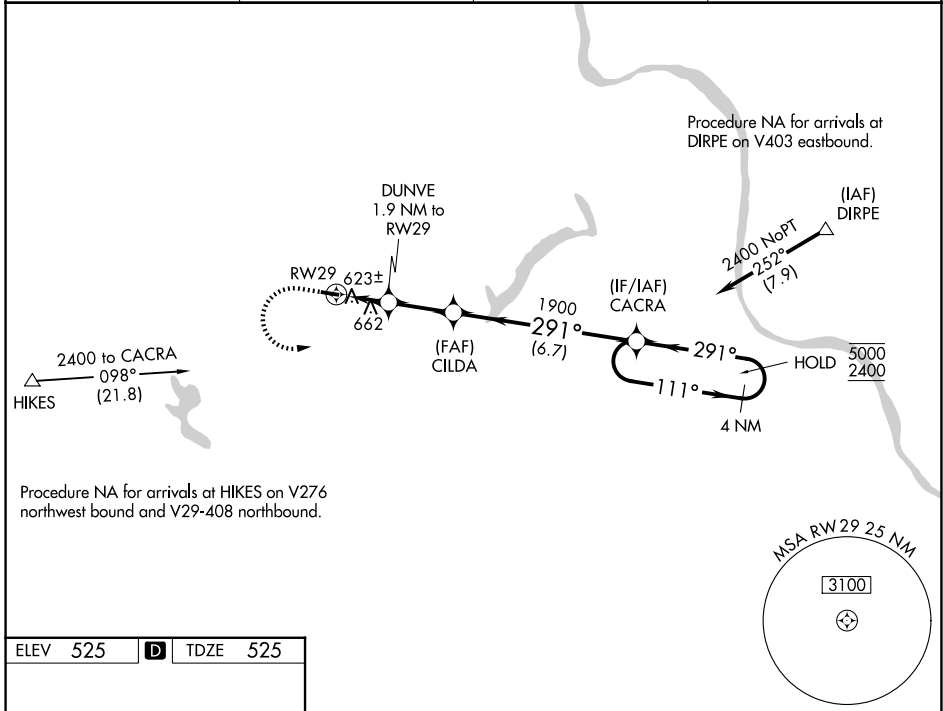 Procedure NA for arrivals at
DIRPE on V403 eastbound.
(IAF)
DIRPE
2400 NoPT
252°
(7.9)
DUNVE
1.9 NM to
RW29
RW29
623±
662
(FAF)
CILDA
1900
291°
(6.7)
(IF/IAF)
CACRA
291°
HOLD
5000
2400
111°
4 NM
2400 to CACRA
098°
(21.8)
HIKES
Procedure NA for arrivals at HIKES on V276
northwest bound and V29-408 northbound.
MSA RW29 25 NM
3100
ELEV 525 D TDZE 525